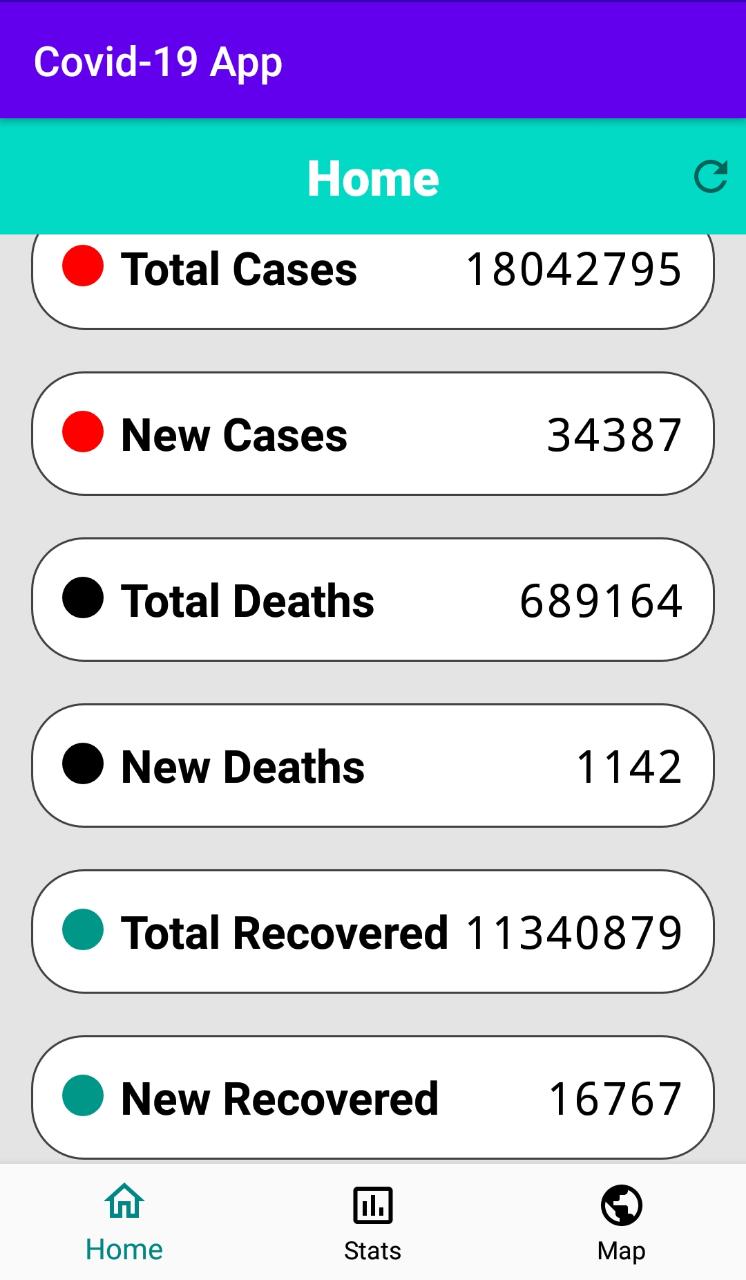 Covid-19 App
Home
Total Cases 18042795
New Cases 34387
Total Deaths 689164
New Deaths 1142
Total Recovered 11340879
New Recovered 16767
Home Stats Map